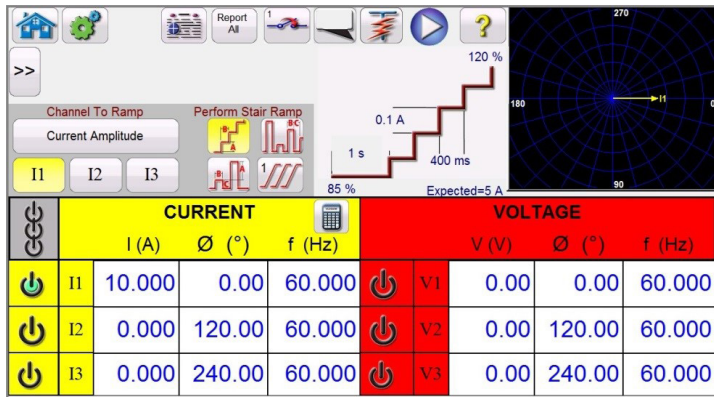 Report All
1
?
270
>>
120 %
Channel To Ramp
Perform Stair Ramp
180
I1
0
Current Amplitude
B
A
BC
0.1 A
1 s
400 ms
I1 I2 I3
B
C
A
1
85 %
Expected=5 A
90
CURRENT VOLTAGE
I (A) Ø (°) f (Hz) V (V) Ø (°) f (Hz)
I1 10.000 0.00 60.000 V1 0.00 0.00 60.000
I2 0.000 120.00 60.000 V2 0.00 120.00 60.000
I3 0.000 240.00 60.000 V3 0.00 240.00 60.000